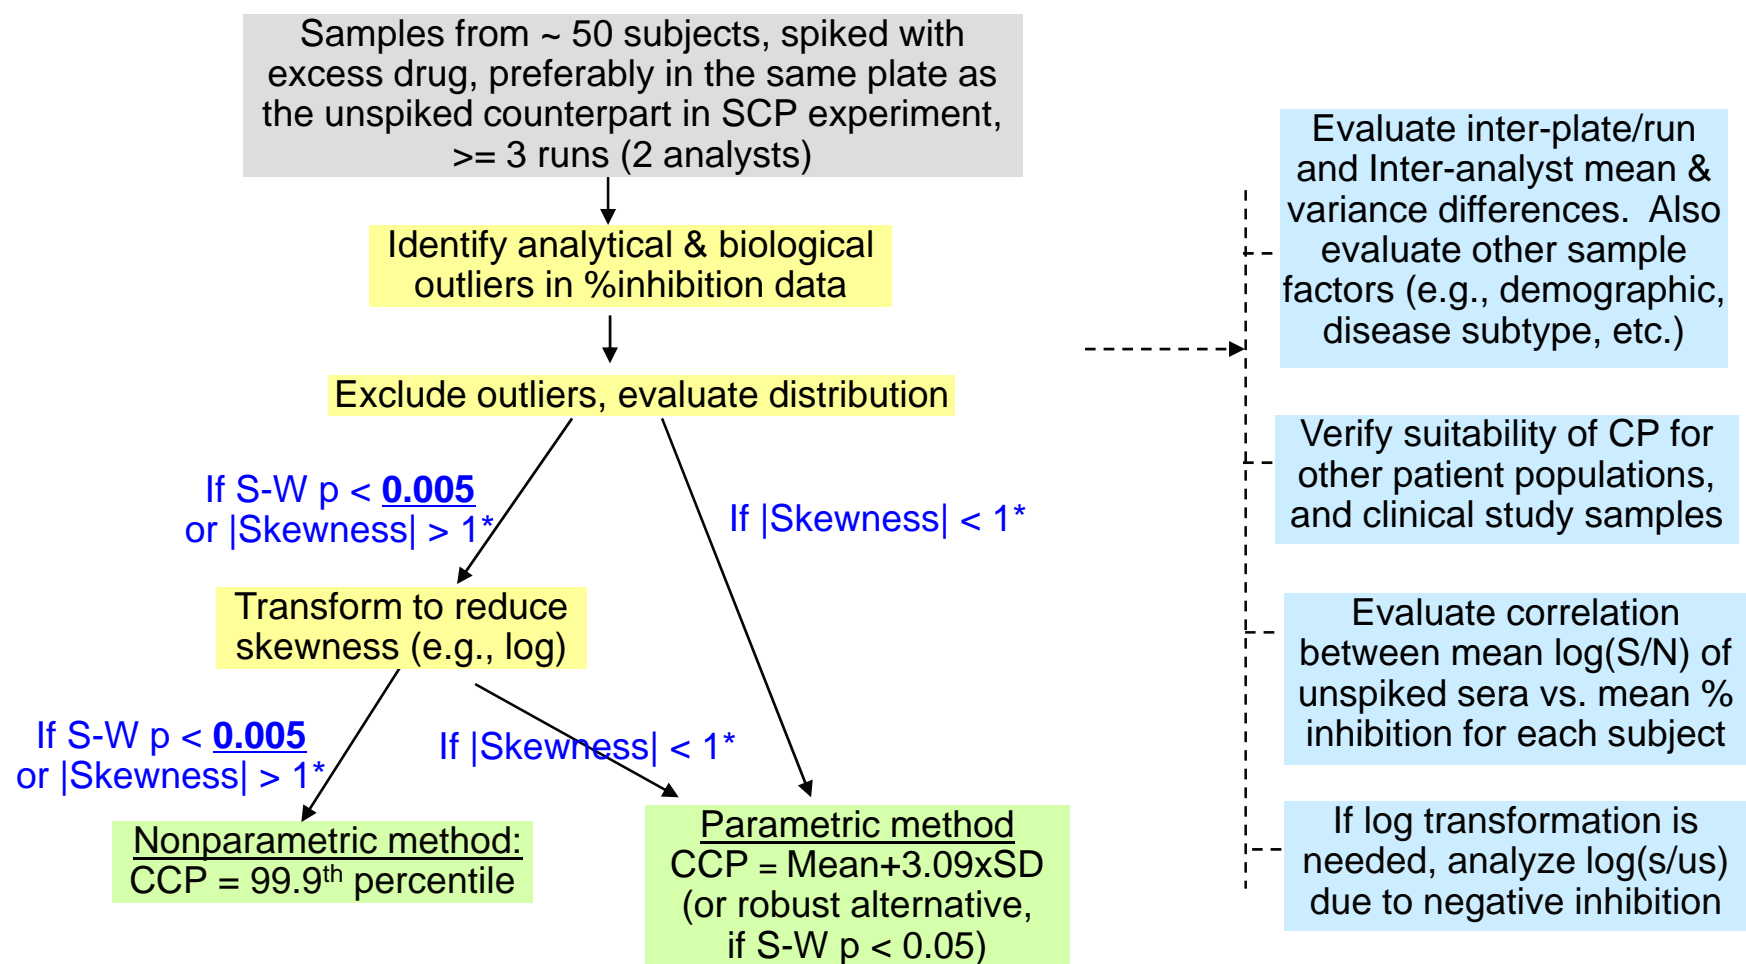 Samples from ~ 50 subjects, spiked with
excess drug, preferably in the same plate as
the unspiked counterpart in SCP experiment,
>= 3 runs (2 analysts)
Identify analytical & biological
outliers in %inhibition data
Exclude outliers, evaluate distribution
If S-W p < 0.005
or |Skewness| > 1*
If |Skewness| < 1*
Transform to reduce
skewness (e.g., log)
If S-W p < 0.005
or |Skewness| > 1*
If |Skewness| < 1*
Nonparametric method:
CCP = 99.9th percentile
Parametric method
CCP = Mean+3.09xSD
(or robust alternative,
if S-W p < 0.05)
Evaluate inter-plate/run
and Inter-analyst mean &
variance differences. Also
evaluate other sample
factors (e.g., demographic,
disease subtype, etc.)
Verify suitability of CP for
other patient populations,
and clinical study samples
Evaluate correlation
between mean log(S/N) of
unspiked sera vs. mean %
inhibition for each subject
If log transformation is
needed, analyze log(s/us)
due to negative inhibition